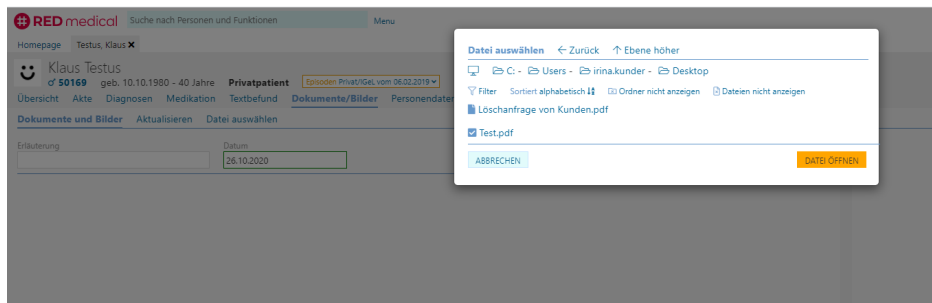 RED medical Suche nach Personen und Funktionen Menu
Homepage Testus, Klaus
Klaus Testus
50169 geb. 10.10.1980 - 40 Jahre Privatpatient Episoden Privat/IGeL vom 06.02.2019
Übersicht Akte Diagnosen Medikation Textbefund Dokumente/Bilder Personendaten
Dokumente und Bilder Aktualisieren Datei auswählen
Erläuterung Datum
26.10.2020
Datei auswählen Zurück Ebene höher
C: - Users - irina.kunder - Desktop
Filter Sortiert alphabetisch Ordner nicht anzeigen Dateien nicht anzeigen
Löschanfrage von Kunden.pdf
Test.pdf
ABBRECHEN DATEI ÖFFNEN